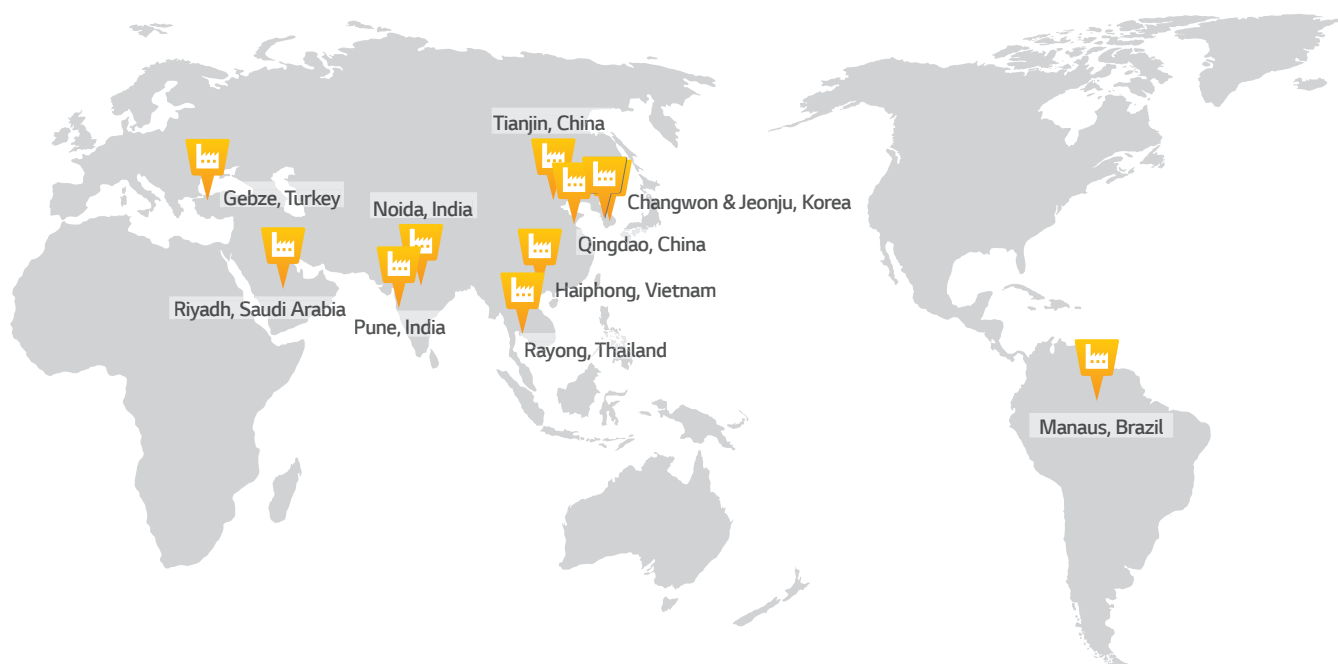 Tianjin, China
Gebze, Turkey
Noida, India
Changwon & Jeonju, Korea
Qingdao, China
Haiphong, Vietnam
Riyadh, Saudi Arabia
Pune, India
Rayong, Thailand
Manaus, Brazil